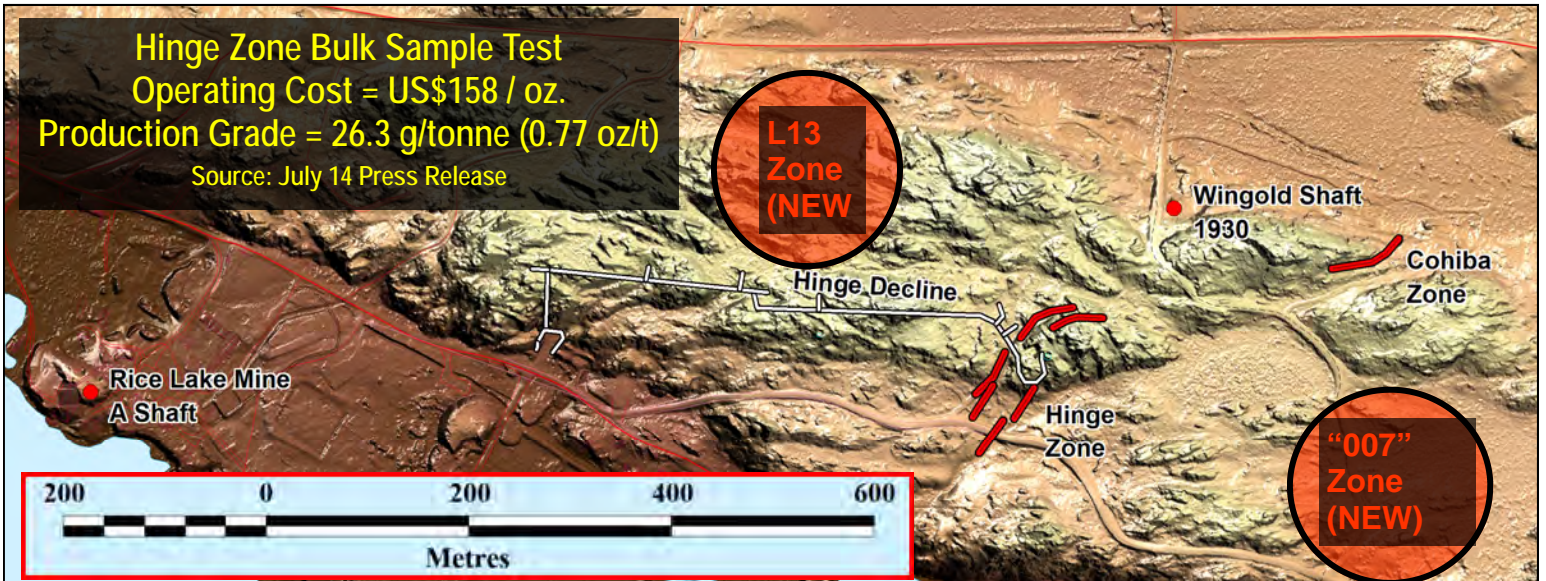 Hinge Zone Bulk Sample Test
Operating Cost = US$158 / oz.
Production Grade = 26.3 g/tonne (0.77 oz/t)
Source: July 14 Press Release
L13
Zone
(NEW
Wingold Shaft
1930
Cohiba
Zone
Hinge Decline
Rice Lake Mine
A Shaft
Hinge
Zone
“007”
Zone
(NEW)
200 0 200 400 600
Metres